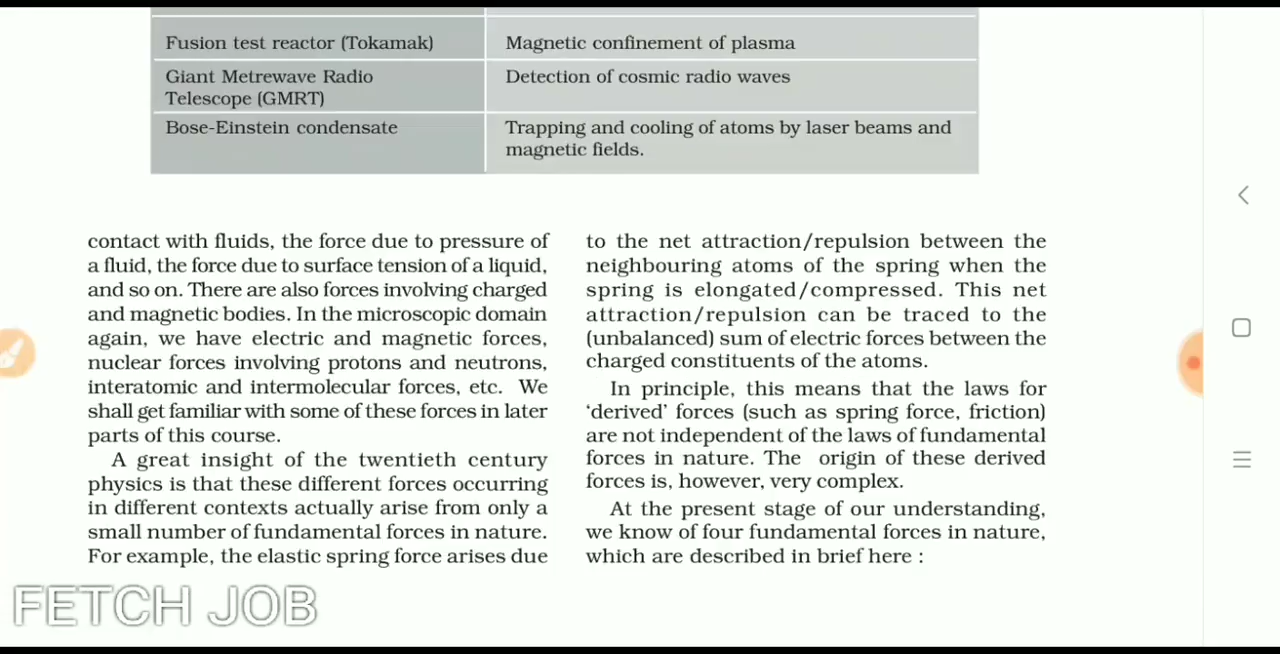 Fusion test reactor (Tokamak)
Magnetic confinement of plasma
Giant Metrewave Radio
Telescope (GMRT)
Detection of cosmic radio waves
Bose-Einstein condensate
Trapping and cooling of atoms by laser beams and
magnetic fields.
contact with fluids, the force due to pressure of
a fluid, the force due to surface tension of a liquid,
and so on. There are also forces involving charged
and magnetic bodies. In the microscopic domain
again, we have electric and magnetic forces,
nuclear forces involving protons and neutrons,
interatomic and intermolecular forces, etc. We
shall get familiar with some of these forces in later
parts of this course.
A great insight of the twentieth century
physics is that these different forces occurring
in different contexts actually arise from only a
small number of fundamental forces in nature.
For example, the elastic spring force arises due
to the net attraction/repulsion between the
neighbouring atoms of the spring when the
spring is elongated/compressed. This net
attraction/repulsion can be traced to the
(unbalanced) sum of electric forces between the
charged constituents of the atoms.
In principle, this means that the laws for
‘derived’ forces (such as spring force, friction)
are not independent of the laws of fundamental
forces in nature. The origin of these derived
forces is, however, very complex.
At the present stage of our understanding,
we know of four fundamental forces in nature,
which are described in brief here :
FETCH JOB